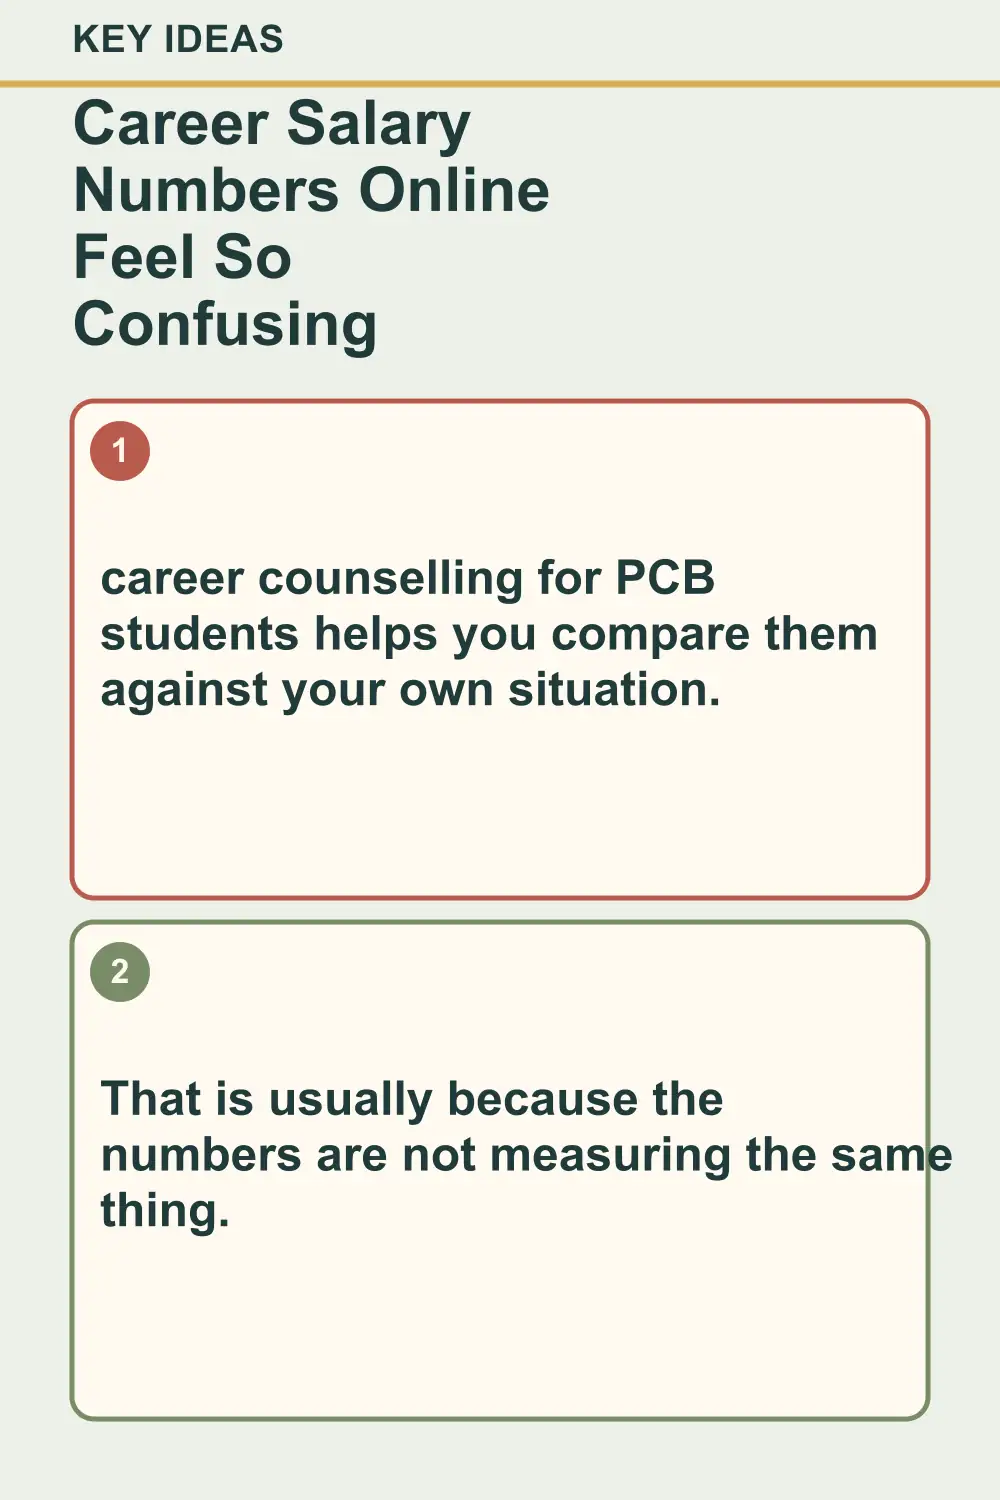 KEY IDEAS
Career Salary
Numbers Online
Feel So
Confusing
1
career counselling for PCB
students helps you compare them
against your own situation.
2
That is usually because the
numbers are not measuring the same
thing.